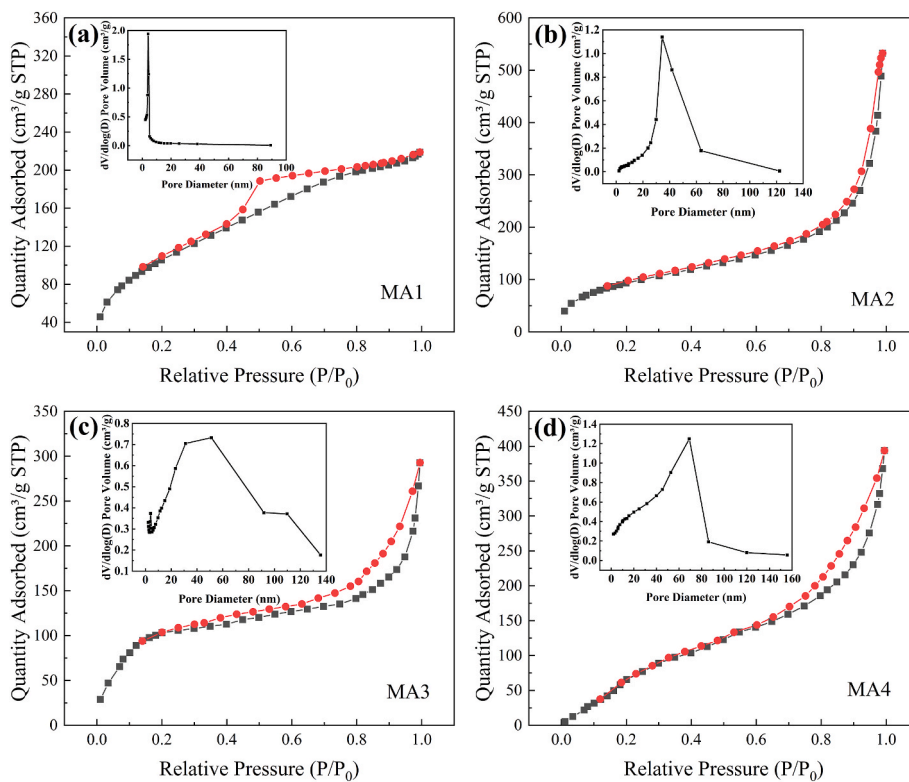 (a)
MA1
Quantity Adsorbed (cm³/g STP)
360
320
280
240
200
160
120
80
40
0.0 0.2 0.4 0.6 0.8 1.0
Relative Pressure (P/P₀)
dV/dlog(D) Pore Volume (cm³/g)
2.0
1.5
1.0
0.5
0.0
0 20 40 60 80 100
Pore Diameter (nm)
(b)
MA2
Quantity Adsorbed (cm³/g STP)
600
500
400
300
200
100
0
0.0 0.2 0.4 0.6 0.8 1.0
Relative Pressure (P/P₀)
dV/dlog(D) Pore Volume (cm³/g)
1.2
1.0
0.8
0.6
0.4
0.2
0.0
0 20 40 60 80 100 120 140
Pore Diameter (nm)
(c)
MA3
Quantity Adsorbed (cm³/g STP)
350
300
250
200
150
100
50
0
0.0 0.2 0.4 0.6 0.8 1.0
Relative Pressure (P/P₀)
dV/dlog(D) Pore Volume (cm³/g)
0.8
0.7
0.6
0.5
0.4
0.3
0.2
0.1
0 20 40 60 80 100 120 140
Pore Diameter (nm)
(d)
MA4
Quantity Adsorbed (cm³/g STP)
450
400
350
300
250
200
150
100
50
0
0.0 0.2 0.4 0.6 0.8 1.0
Relative Pressure (P/P₀)
dV/dlog(D) Pore Volume (cm³/g)
1.4
1.2
1.0
0.8
0.6
0.4
0.2
0.0
0 20 40 60 80 100 120 140 160
Pore Diameter (nm)